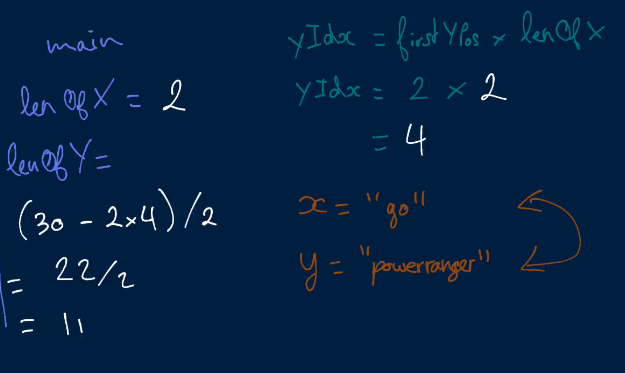 main
lenOfX = 2
lenOfY =
(30 - 2×4)/2
= 22/2
= 11
yIdx = firstYPos × lenOfX
yIdx = 2 × 2
= 4
x = "go"
y = "powerranger"